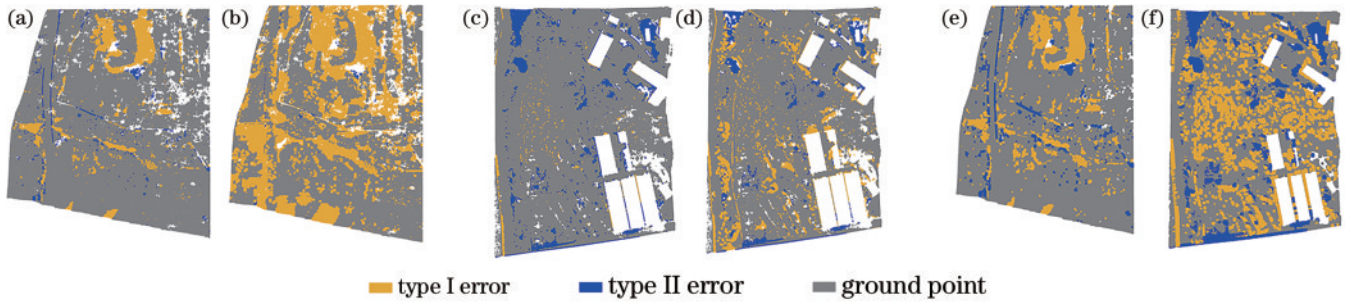 (a) (b) (c) (d) (e) (f)
type I error type II error ground point